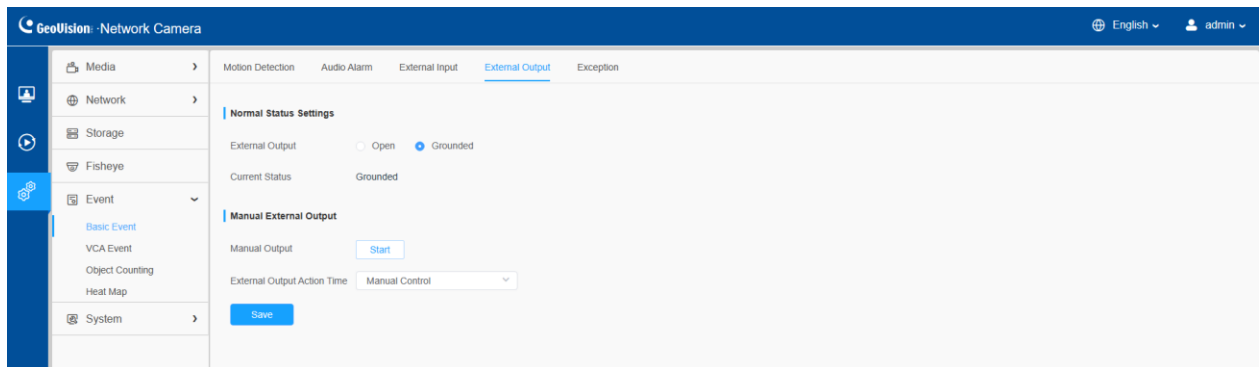 GeoVision Network Camera
English
admin
Media
Network
Storage
Fisheye
Event
Basic Event
VCA Event
Object Counting
Heat Map
System
Motion Detection Audio Alarm External Input External Output Exception
Normal Status Settings
External Output Open Grounded
Current Status Grounded
Manual External Output
Manual Output Start
External Output Action Time Manual Control
Save